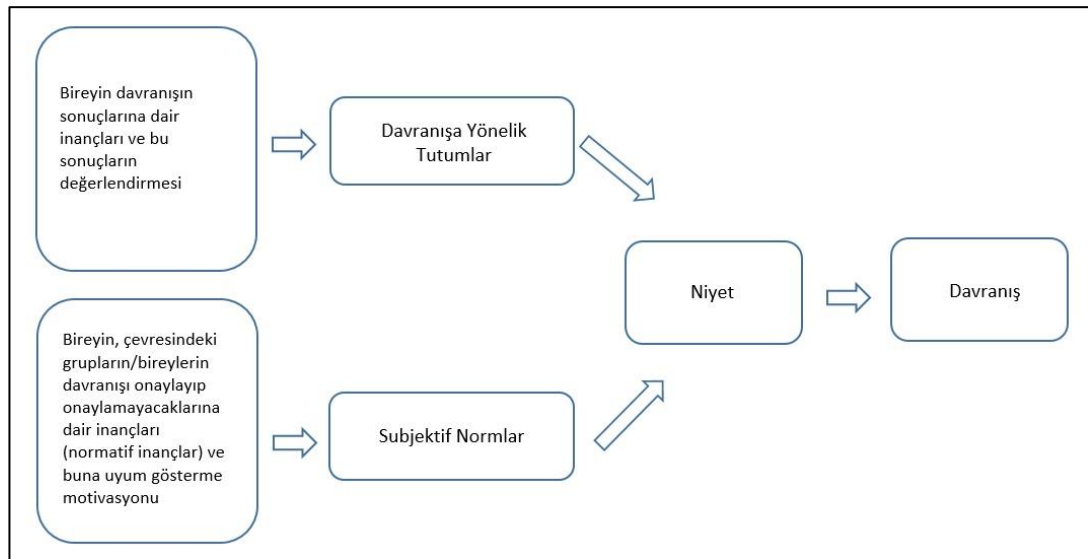 Bireyin davranışın
sonuçlarına dair
inançları ve bu
sonuçların
değerlendirmesi
Davranışa Yönelik
Tutumlar
Niyet
Davranış
Bireyin, çevresindeki
grupların/bireylerin
davranışı onaylayıp
onaylamayacaklarına
dair inançları
(normatif inançlar) ve
buna uyum gösterme
motivasyonu
Subjektif Normlar